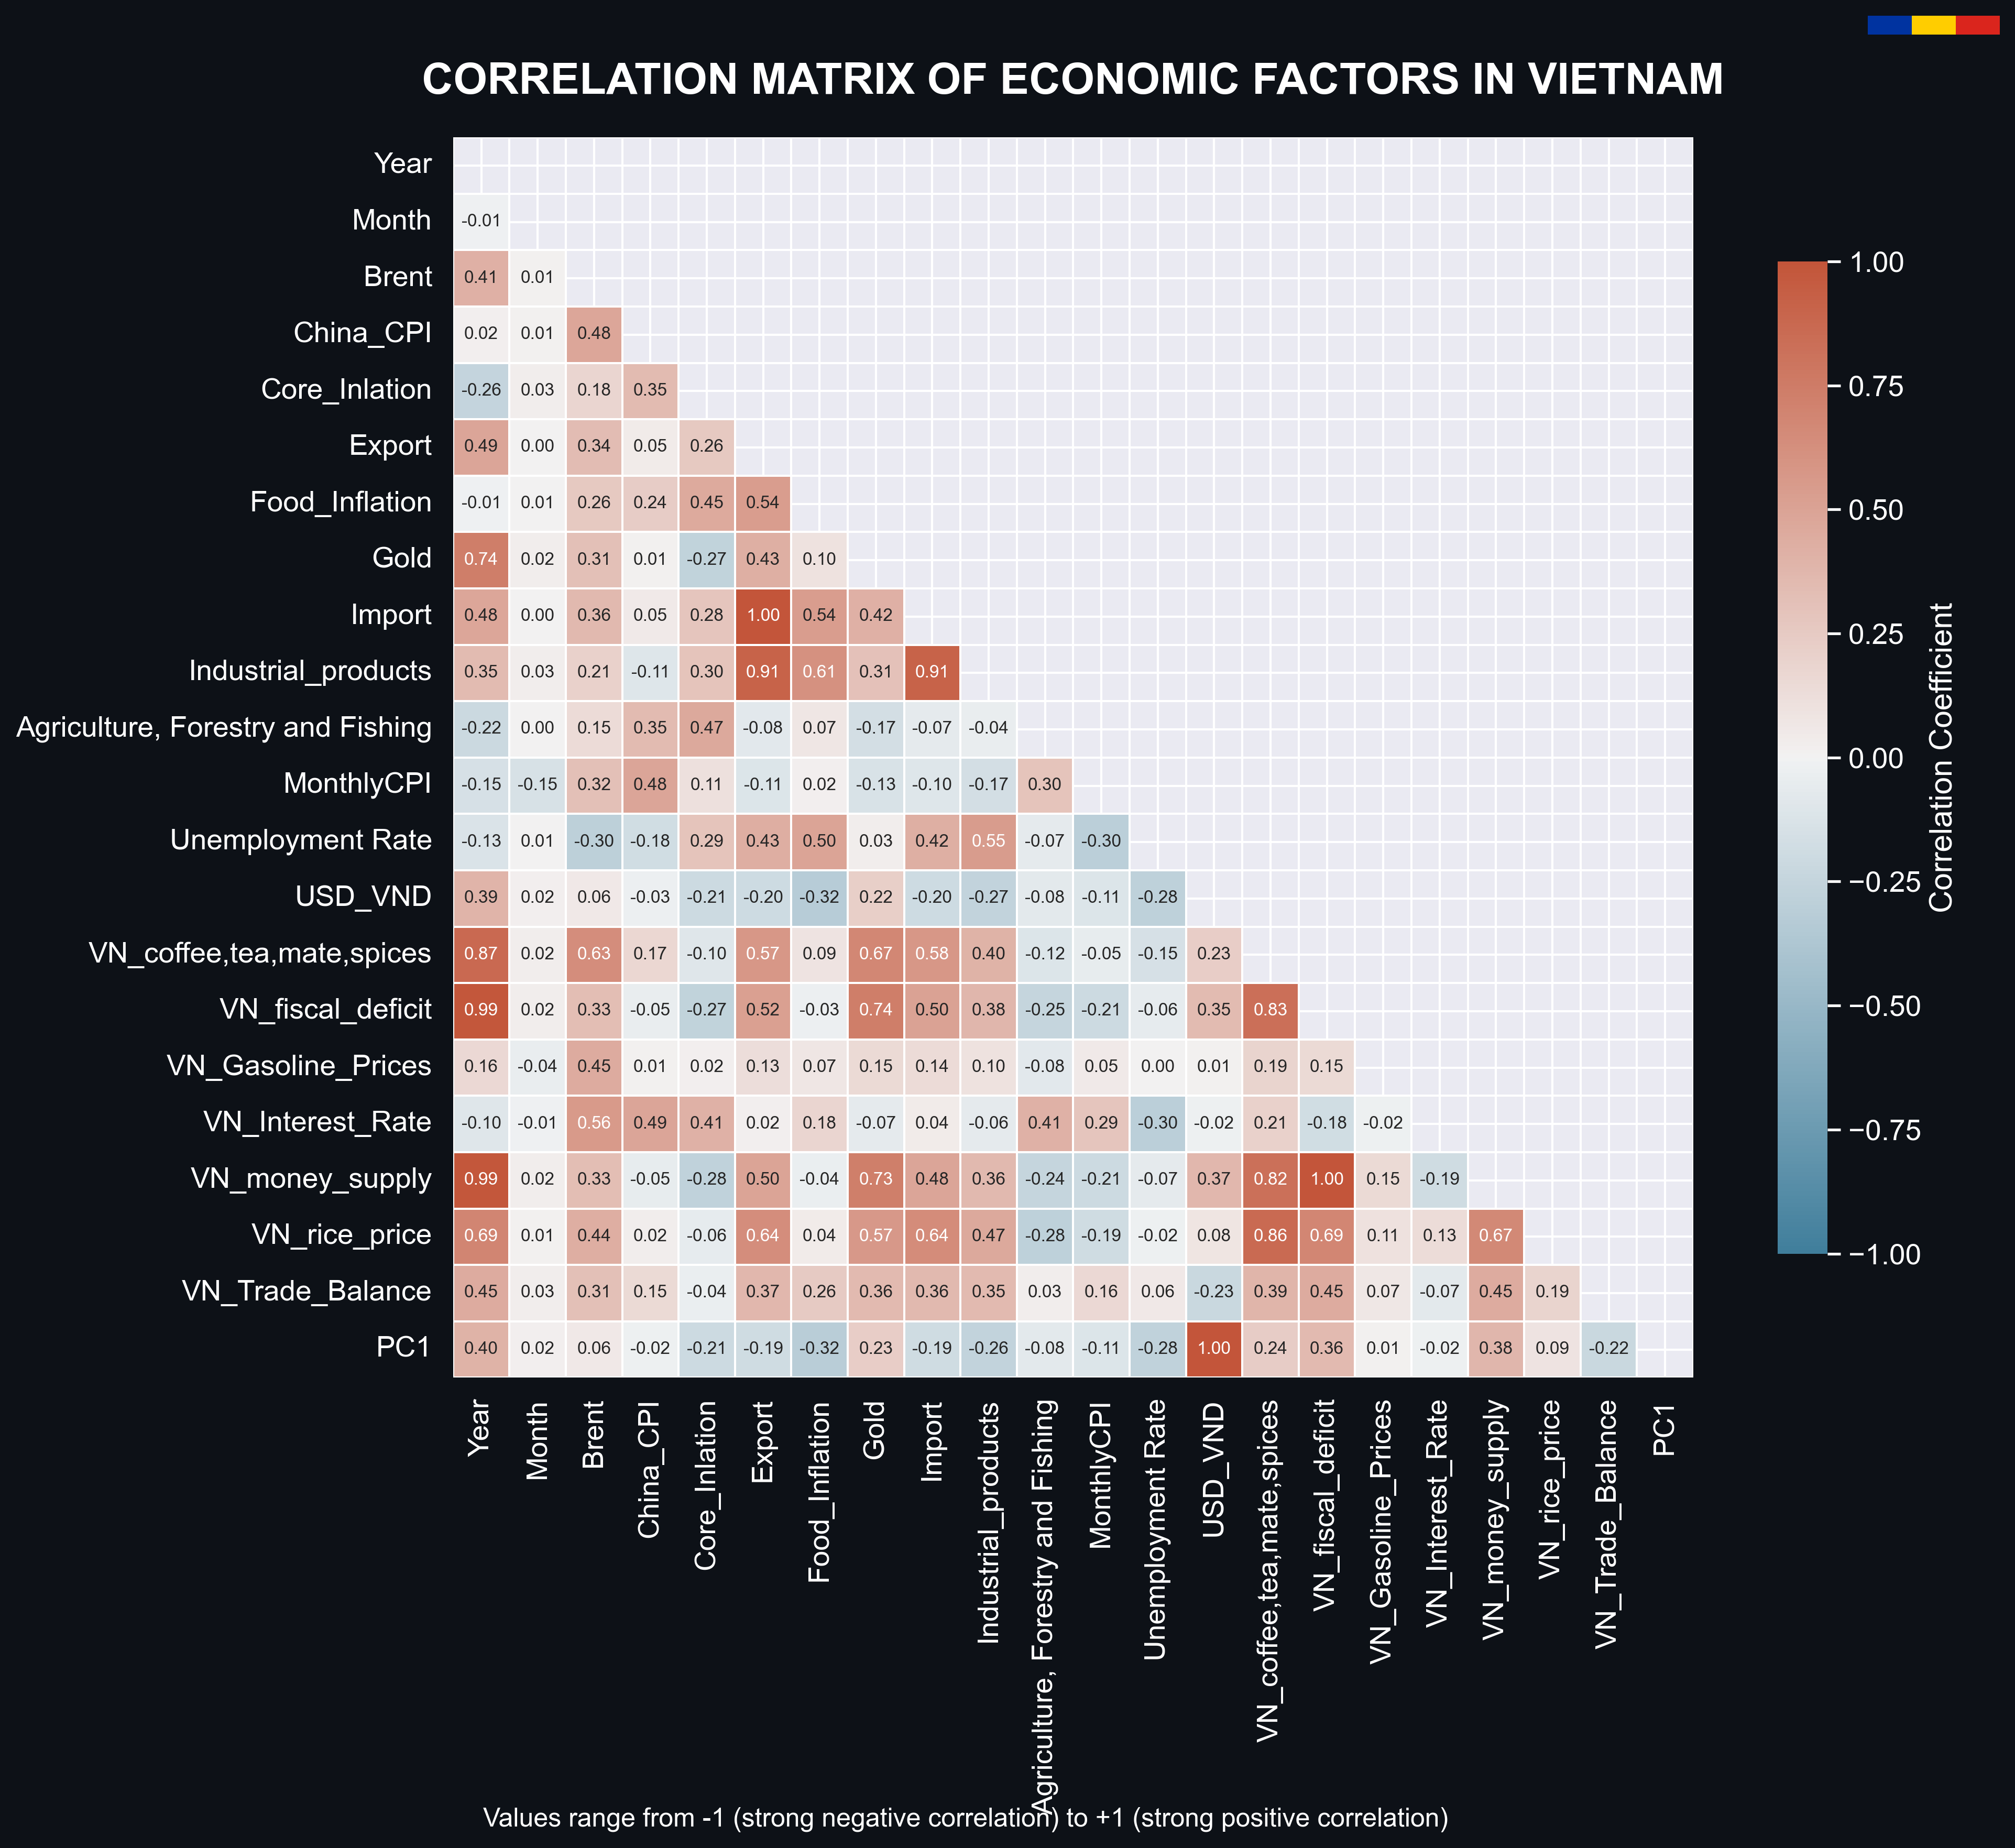 CORRELATION MATRIX OF ECONOMIC FACTORS IN VIETNAM
Year
Month -0.01
Brent 0.41 0.01
China_CPI 0.02 0.01 0.48
Core_Inlation -0.26 0.03 0.18 0.35
Export 0.49 0.00 0.34 0.05 0.26
Food_Inflation -0.01 0.01 0.26 0.24 0.45 0.54
Gold 0.74 0.02 0.31 0.01 -0.27 0.43 0.10
Import 0.48 0.00 0.36 0.05 0.28 1.00 0.54 0.42
Industrial_products 0.35 0.03 0.21 -0.11 0.30 0.91 0.61 0.31 0.91
Agriculture, Forestry and Fishing -0.22 0.00 0.15 0.35 0.47 -0.08 0.07 -0.17 -0.07 -0.04
MonthlyCPI -0.15 -0.15 0.32 0.48 0.11 -0.11 0.02 -0.13 -0.10 -0.17 0.30
Unemployment Rate -0.13 0.01 -0.30 -0.18 0.29 0.43 0.50 0.03 0.42 0.55 -0.07 -0.30
USD_VND 0.39 0.02 0.06 -0.03 -0.21 -0.20 -0.32 0.22 -0.20 -0.27 -0.08 -0.11 -0.28
VN_coffee,tea,mate,spices 0.87 0.02 0.63 0.17 -0.10 0.57 0.09 0.67 0.58 0.40 -0.12 -0.05 -0.15 0.23
VN_fiscal_deficit 0.99 0.02 0.33 -0.05 -0.27 0.52 -0.03 0.74 0.50 0.38 -0.25 -0.21 -0.06 0.35 0.83
VN_Gasoline_Prices 0.16 -0.04 0.45 0.01 0.02 0.13 0.07 0.15 0.14 0.10 -0.08 0.05 0.00 0.01 0.19 0.15
VN_Interest_Rate -0.10 -0.01 0.56 0.49 0.41 0.02 0.18 -0.07 0.04 -0.06 0.41 0.29 -0.30 -0.02 0.21 -0.18 -0.02
VN_money_supply 0.99 0.02 0.33 -0.05 -0.28 0.50 -0.04 0.73 0.48 0.36 -0.24 -0.21 -0.07 0.37 0.82 1.00 0.15 -0.19
VN_rice_price 0.69 0.01 0.44 0.02 -0.06 0.64 0.04 0.57 0.64 0.47 -0.28 -0.19 -0.02 0.08 0.86 0.69 0.11 0.13 0.67
VN_Trade_Balance 0.45 0.03 0.31 0.15 -0.04 0.37 0.26 0.36 0.36 0.35 0.03 0.16 0.06 -0.23 0.39 0.45 0.07 -0.07 0.45 0.19
PC1 0.40 0.02 0.06 -0.02 -0.21 -0.19 -0.32 0.23 -0.19 -0.26 -0.08 -0.11 -0.28 1.00 0.24 0.36 0.01 -0.02 0.38 0.09 -0.22
Year
Month
Brent
China_CPI
Core_Inlation
Export
Food_Inflation
Gold
Import
Industrial_products
Agriculture, Forestry and Fishing
MonthlyCPI
Unemployment Rate
USD_VND
VN_coffee,tea,mate,spices
VN_fiscal_deficit
VN_Gasoline_Prices
VN_Interest_Rate
VN_money_supply
VN_rice_price
VN_Trade_Balance
PC1
1.00
0.75
0.50
0.25
0.00
−0.25
−0.50
−0.75
−1.00
Correlation Coefficient
Values range from -1 (strong negative correlation) to +1 (strong positive correlation)